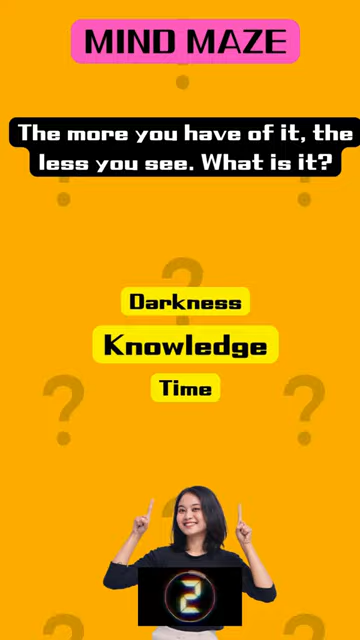 MIND MAZE
The more you have of it, the
less you see. What is it?
Darkness
Knowledge
Time
2